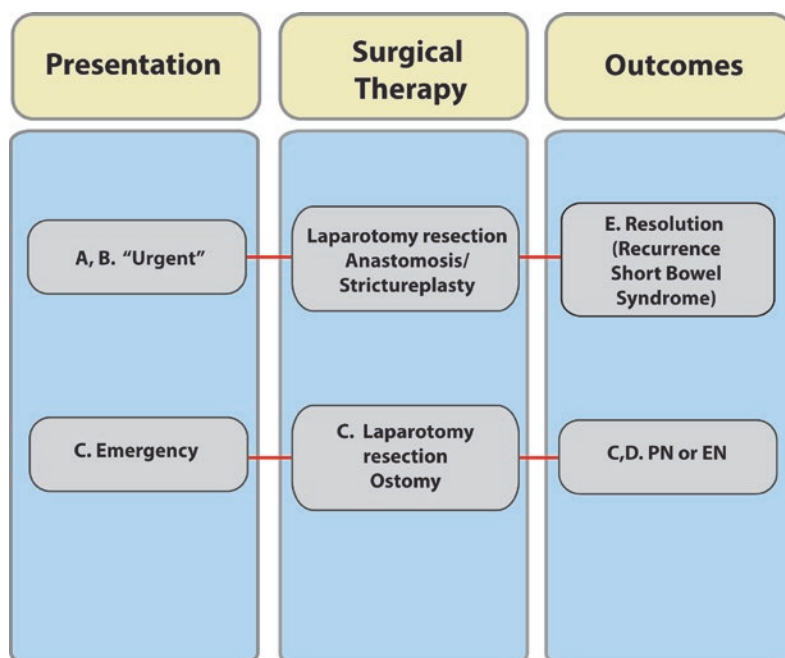 Presentation
Surgical
Therapy
Outcomes
A, B. “Urgent”
Laparotomy resection
Anastomosis/
Strictureplasty
E. Resolution
(Recurrence
Short Bowel
Syndrome)
C. Emergency
C. Laparotomy
resection
Ostomy
C,D. PN or EN